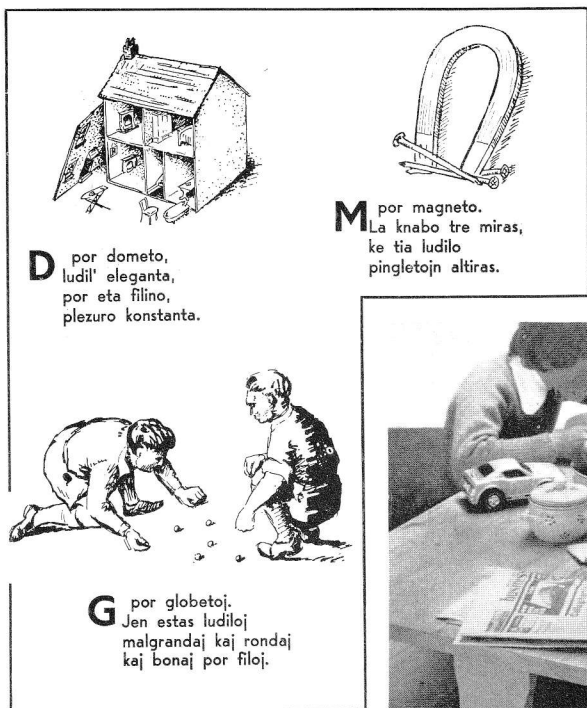 D por dometo,
ludil' eleganta,
por eta filino,
plezuro konstanta.
M por magneto.
La knabo tre miras,
ke tia ludilo
pingletojn altiras.
G por globetoj.
Jen estas ludiloj
malgrandaj kaj rondaj
kaj bonaj por filoj.